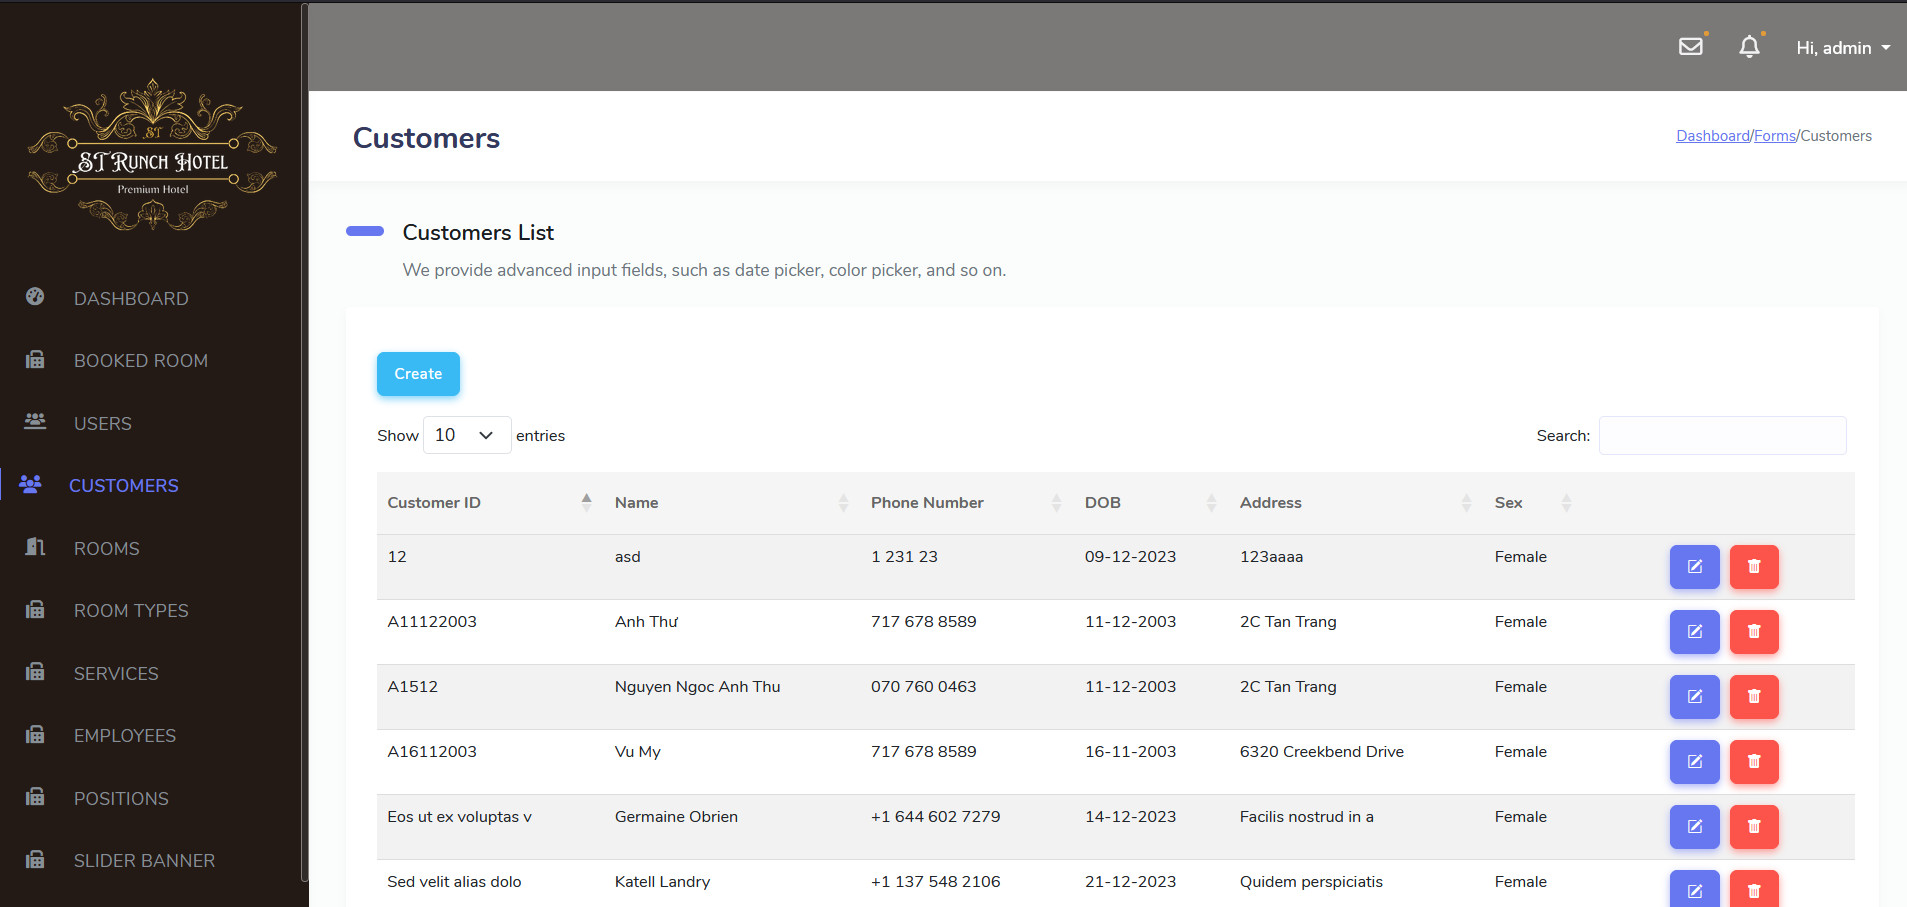 ST
ST Runch Hotel
Premium Hotel
DASHBOARD
BOOKED ROOM
USERS
CUSTOMERS
ROOMS
ROOM TYPES
SERVICES
EMPLOYEES
POSITIONS
SLIDER BANNER
Hi, admin
Customers
Dashboard/Forms/Customers
Customers List
We provide advanced input fields, such as date picker, color picker, and so on.
Create
Show 10 entries
Search:
Customer ID Name Phone Number DOB Address Sex
12 asd 1 231 23 09-12-2023 123aaaa Female
A11122003 Anh Thư 717 678 8589 11-12-2003 2C Tan Trang Female
A1512 Nguyen Ngoc Anh Thu 070 760 0463 11-12-2003 2C Tan Trang Female
A16112003 Vu My 717 678 8589 16-11-2003 6320 Creekbend Drive Female
Eos ut ex voluptas v Germaine Obrien +1 644 602 7279 14-12-2023 Facilis nostrud in a Female
Sed velit alias dolo Katell Landry +1 137 548 2106 21-12-2023 Quidem perspiciatis Female